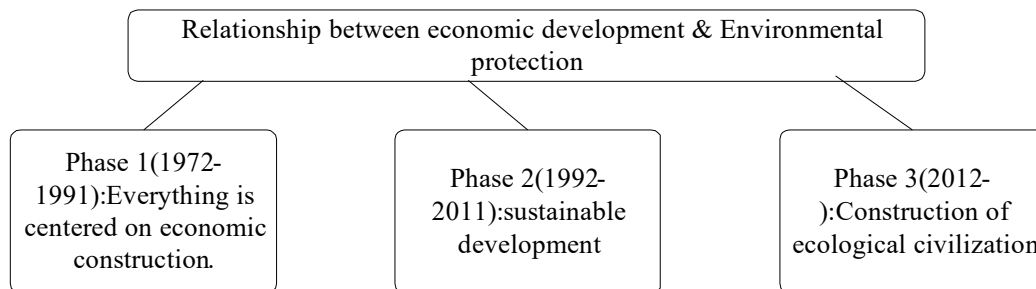 Relationship between economic development & Environmental
protection
Phase 1(1972-
1991):Everything is
centered on economic
construction.
Phase 2(1992-
2011):sustainable
development
Phase 3(2012-
):Construction of
ecological civilization